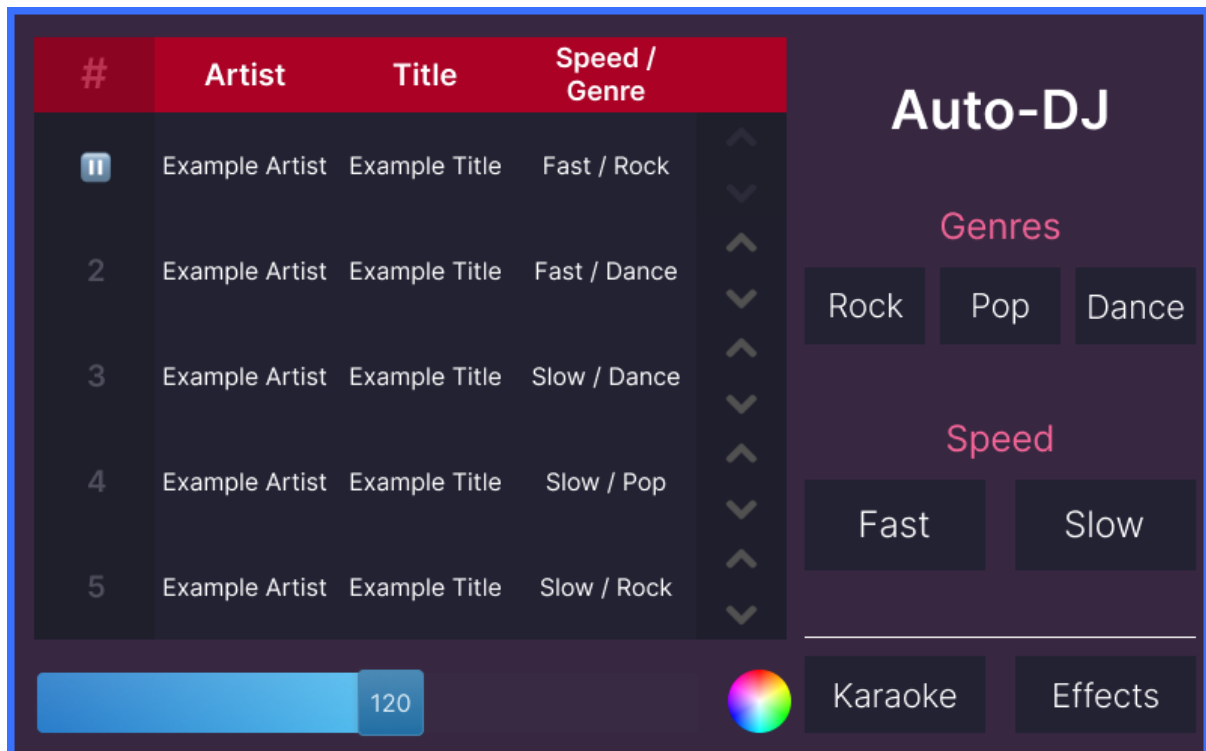 # Artist Title Speed /
Genre
Example Artist Example Title Fast / Rock
2 Example Artist Example Title Fast / Dance
3 Example Artist Example Title Slow / Dance
4 Example Artist Example Title Slow / Pop
5 Example Artist Example Title Slow / Rock
120
Auto-DJ
Genres
Rock Pop Dance
Speed
Fast Slow
Karaoke Effects